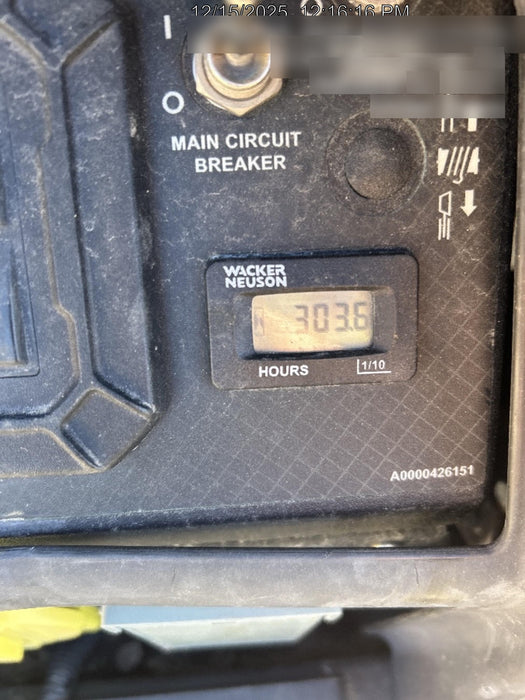 12/15/2025 12:16:16 PM
I
O
MAIN CIRCUIT
BREAKER
WACKER
NEUSON
303.6
HOURS
1/10
A0000426151